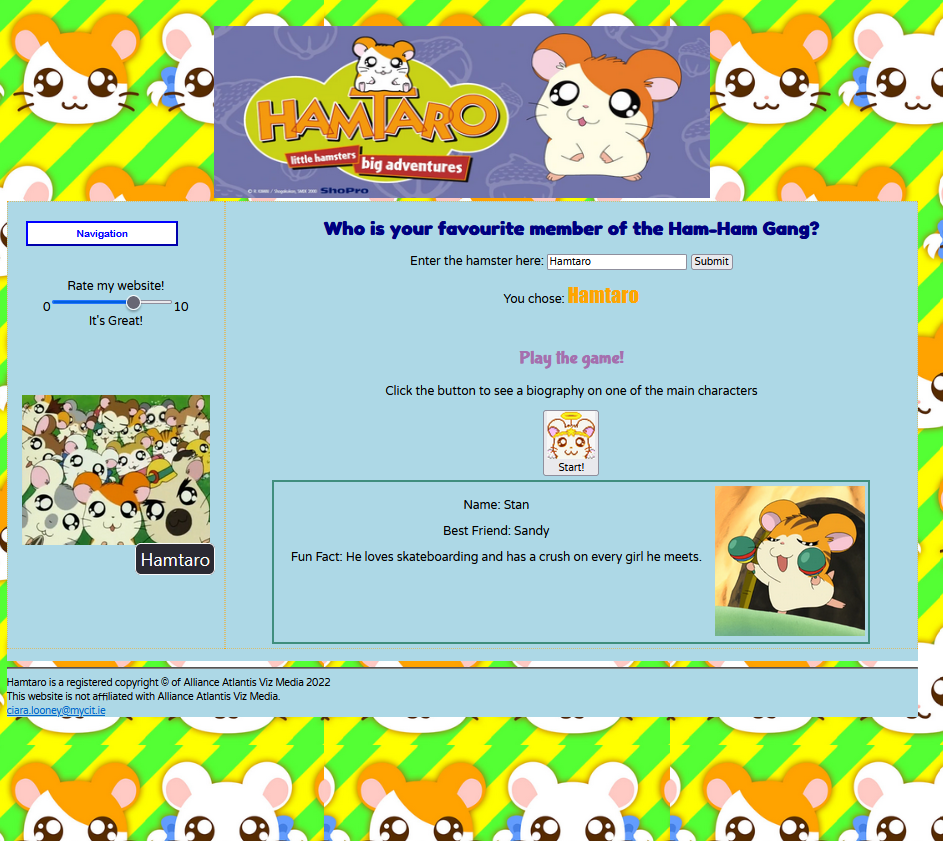 HAMTARO
little hamsters big adventures
ShoPro
Navigation
Rate my website!
0 10
It's Great!
Hamtaro
Who is your favourite member of the Ham-Ham Gang?
Enter the hamster here: Hamtaro Submit
You chose: Hamtaro
Play the game!
Click the button to see a biography on one of the main characters
Start!
Name: Stan
Best Friend: Sandy
Fun Fact: He loves skateboarding and has a crush on every girl he meets.
Hamtaro is a registered copyright © of Alliance Atlantis Viz Media 2022
This website is not affiliated with Alliance Atlantis Viz Media.
ciara.looney@mycit.ie